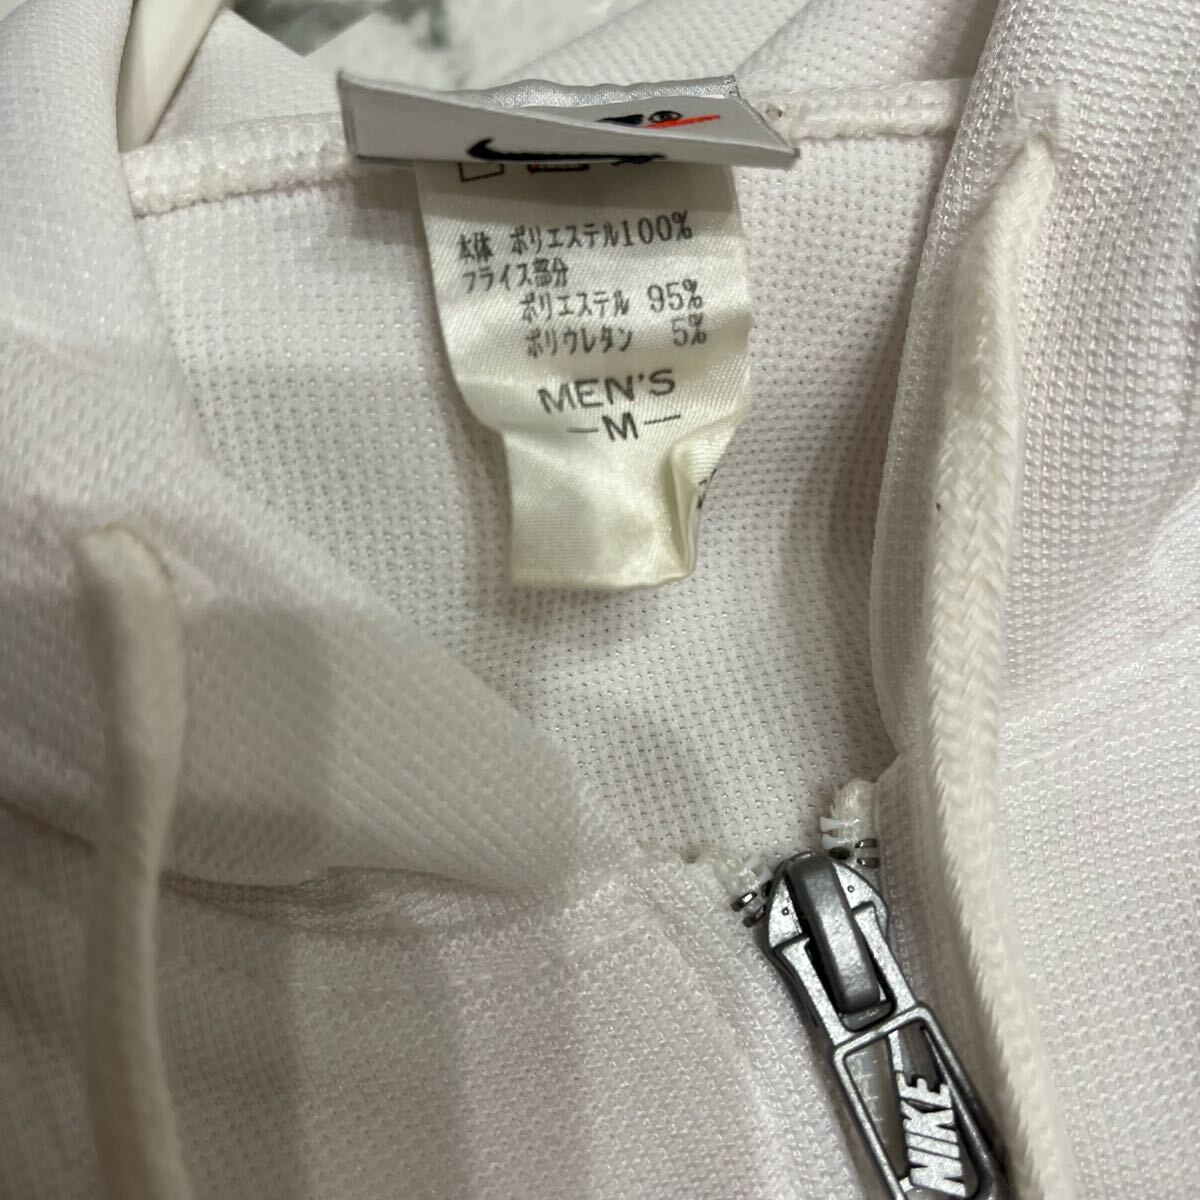 ®
本体 ポリエステル100%
フライス部分
ポリエステル 95%
ポリウレタン 5%
MEN'S
—M—
NIKE